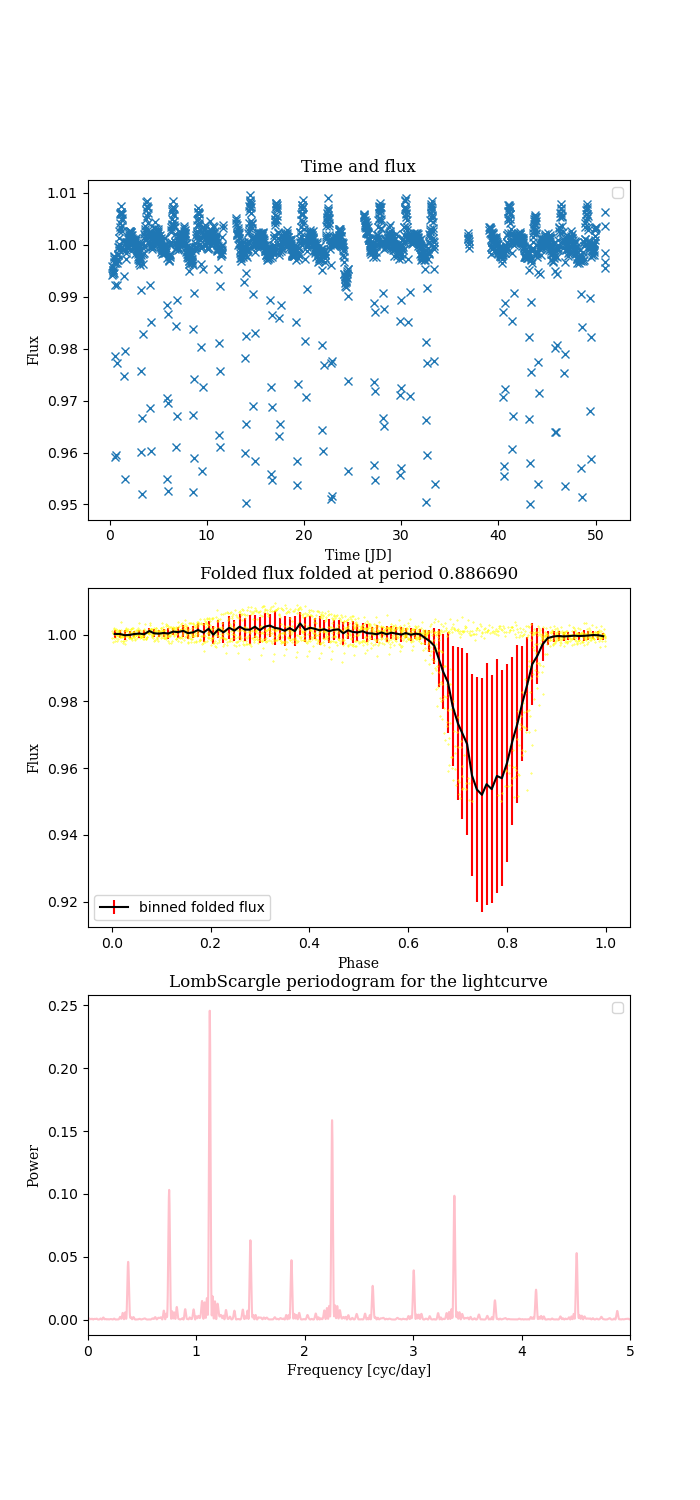 Time and flux
1.01
1.00
0.99
0.98
0.97
0.96
0.95
Flux
0 10 20 30 40 50
Time [JD]
Folded flux folded at period 0.886690
1.00
0.98
0.96
0.94
0.92
Flux
binned folded flux
0.0 0.2 0.4 0.6 0.8 1.0
Phase
LombScargle periodogram for the lightcurve
0.25
0.20
0.15
0.10
0.05
0.00
Power
0 1 2 3 4 5
Frequency [cyc/day]